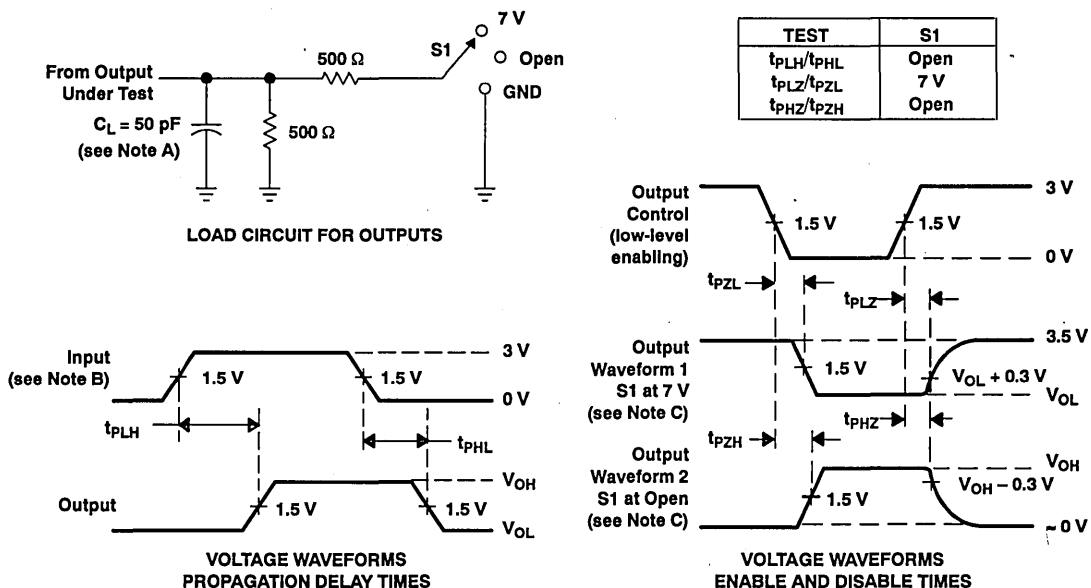 7 V
S1
Open
GND
500 Ω
From Output
Under Test
C_L = 50 pF
(see Note A)
500 Ω
LOAD CIRCUIT FOR OUTPUTS
TEST S1
t_PLH/t_PHL Open
t_PLZ/t_PZL 7 V
t_PHZ/t_PZH Open
Input
(see Note B)
1.5 V
1.5 V
3 V
0 V
t_PLH
t_PHL
Output
1.5 V
1.5 V
V_OH
V_OL
VOLTAGE WAVEFORMS
PROPAGATION DELAY TIMES
Output
Control
(low-level
enabling)
1.5 V
1.5 V
3 V
0 V
t_PZL
t_PLZ
Output
Waveform 1
S1 at 7 V
(see Note C)
1.5 V
3.5 V
V_OL + 0.3 V
V_OL
t_PZH
t_PHZ
Output
Waveform 2
S1 at Open
(see Note C)
1.5 V
V_OH
V_OH – 0.3 V
~ 0 V
VOLTAGE WAVEFORMS
ENABLE AND DISABLE TIMES